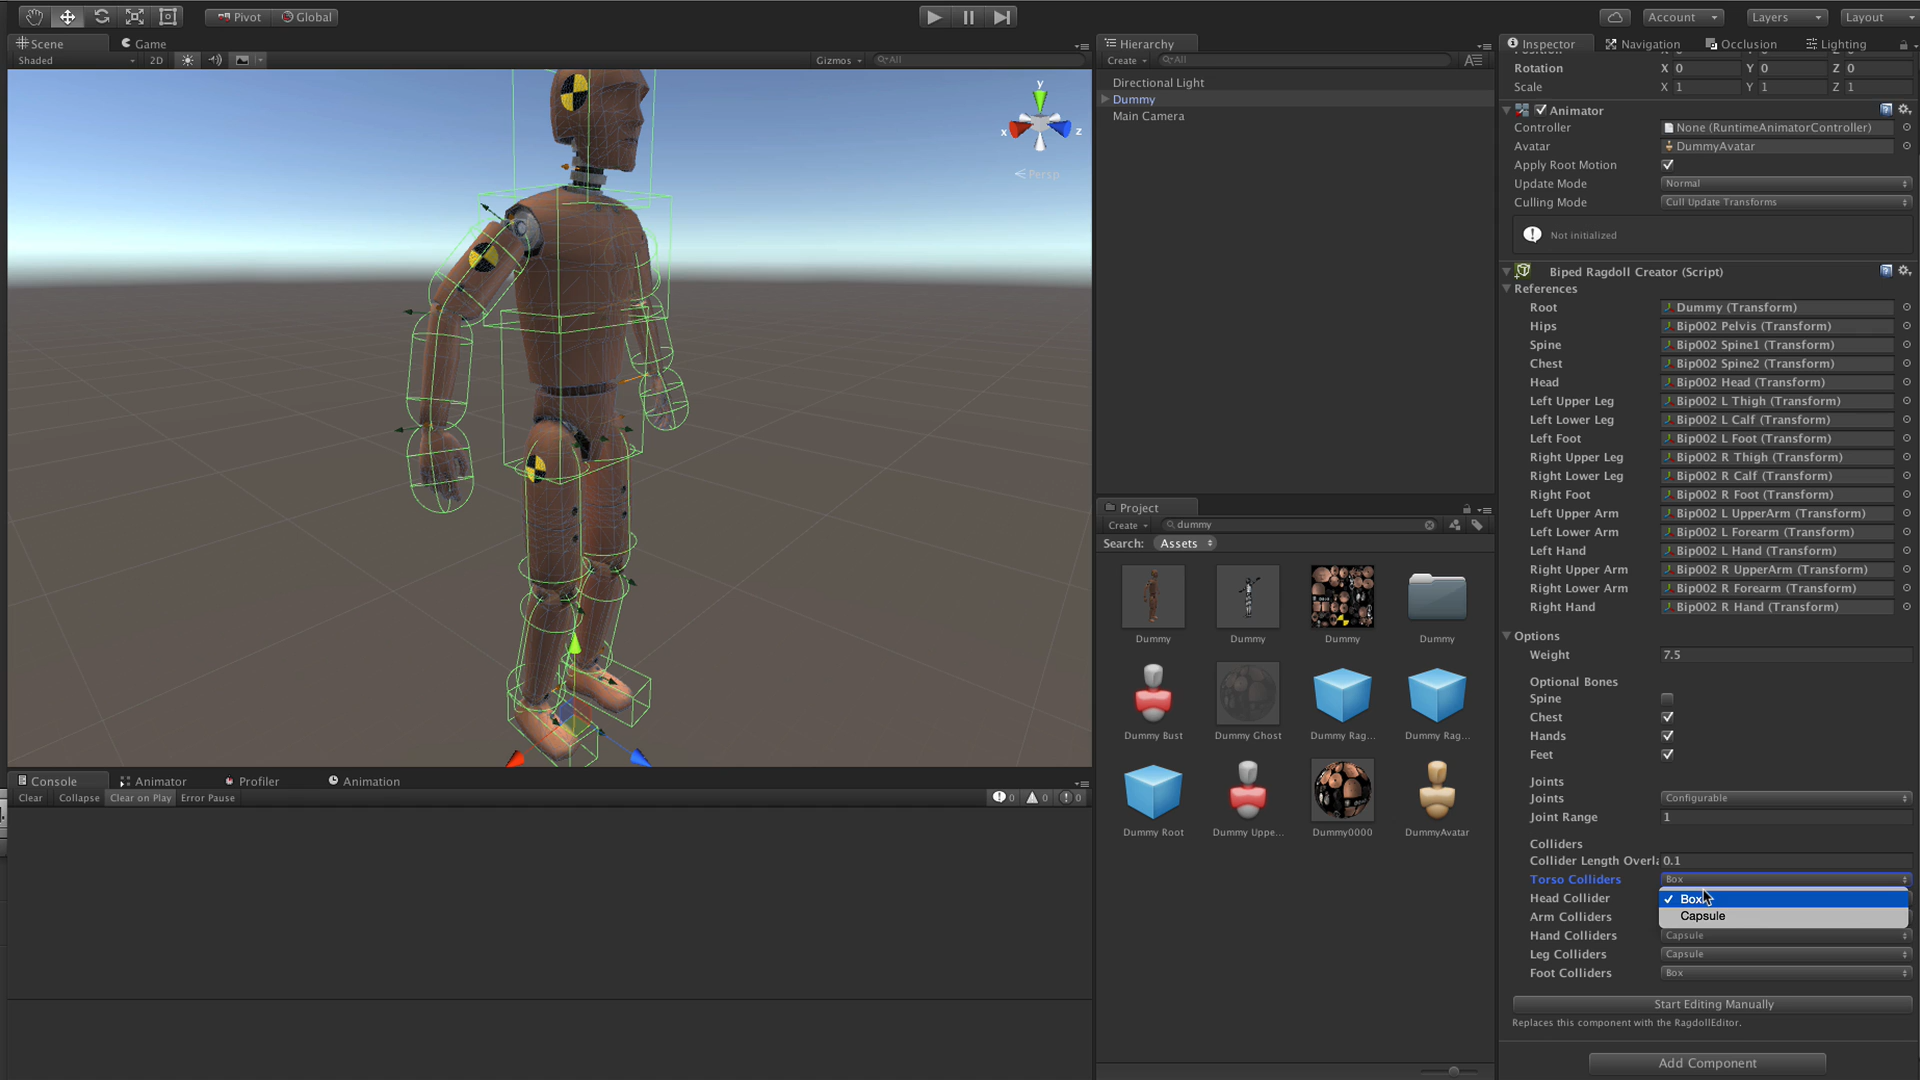 Pivot Global
Account Layers Layout
Scene Game
Shaded 2D Gizmos All
y
x z
Persp
Hierarchy
Create All
Directional Light
Dummy
Main Camera
Project
Create dummy
Search: Assets
Dummy Dummy Dummy Dummy
Dummy Bust Dummy Ghost Dummy Rag... Dummy Rag...
Dummy Root Dummy Uppe... Dummy0000 DummyAvatar
Console Animator Profiler Animation
Clear Collapse Clear on Play Error Pause 0 0 0
Inspector Navigation Occlusion Lighting
Position
Rotation X 0 Y 0 Z 0
Scale X 1 Y 1 Z 1
Animator
Controller None (RuntimeAnimatorController)
Avatar DummyAvatar
Apply Root Motion
Update Mode Normal
Culling Mode Cull Update Transforms
Not initialized
Biped Ragdoll Creator (Script)
References
Root Dummy (Transform)
Hips Bip002 Pelvis (Transform)
Spine Bip002 Spine1 (Transform)
Chest Bip002 Spine2 (Transform)
Head Bip002 Head (Transform)
Left Upper Leg Bip002 L Thigh (Transform)
Left Lower Leg Bip002 L Calf (Transform)
Left Foot Bip002 L Foot (Transform)
Right Upper Leg Bip002 R Thigh (Transform)
Right Lower Leg Bip002 R Calf (Transform)
Right Foot Bip002 R Foot (Transform)
Left Upper Arm Bip002 L UpperArm (Transform)
Left Lower Arm Bip002 L Forearm (Transform)
Left Hand Bip002 L Hand (Transform)
Right Upper Arm Bip002 R UpperArm (Transform)
Right Lower Arm Bip002 R Forearm (Transform)
Right Hand Bip002 R Hand (Transform)
Options
Weight 7.5
Optional Bones
Spine
Chest
Hands
Feet
Joints
Joints Configurable
Joint Range 1
Colliders
Collider Length Overla 0.1
Torso Colliders Box
Head Collider Box
Arm Colliders Capsule
Hand Colliders Capsule
Leg Colliders Capsule
Foot Colliders Box
Start Editing Manually
Replaces this component with the RagdollEditor.
Add Component